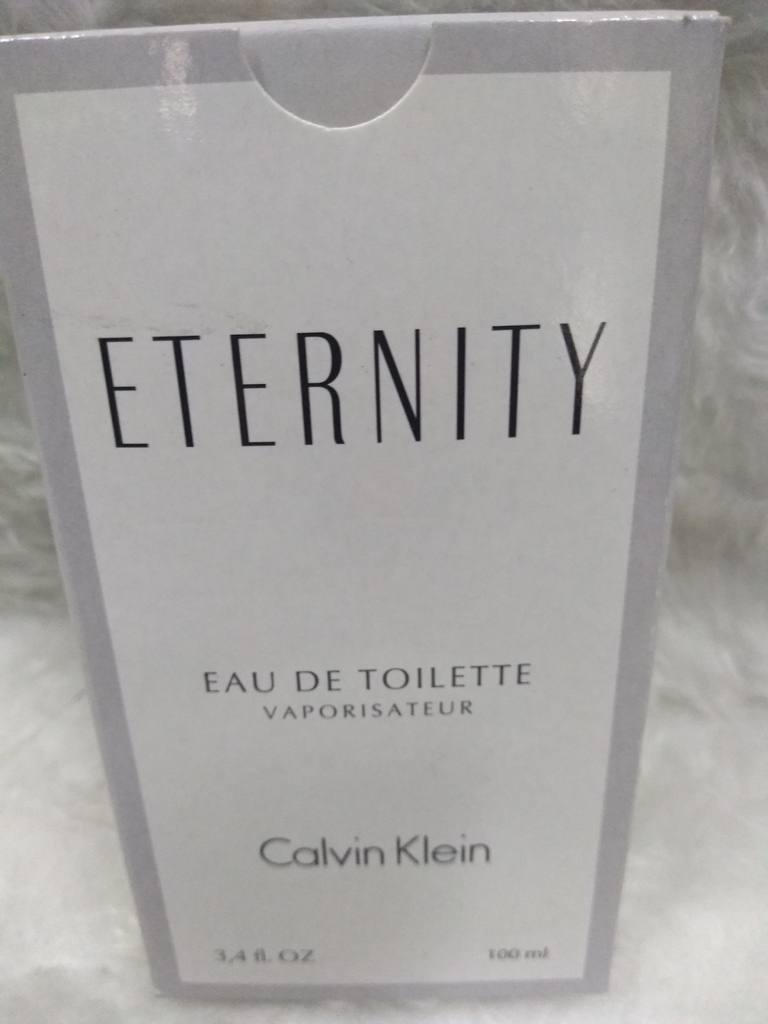 ETERNITY
EAU DE TOILETTE
VAPORISATEUR
Calvin Klein
3,4 fl. OZ 100 ml